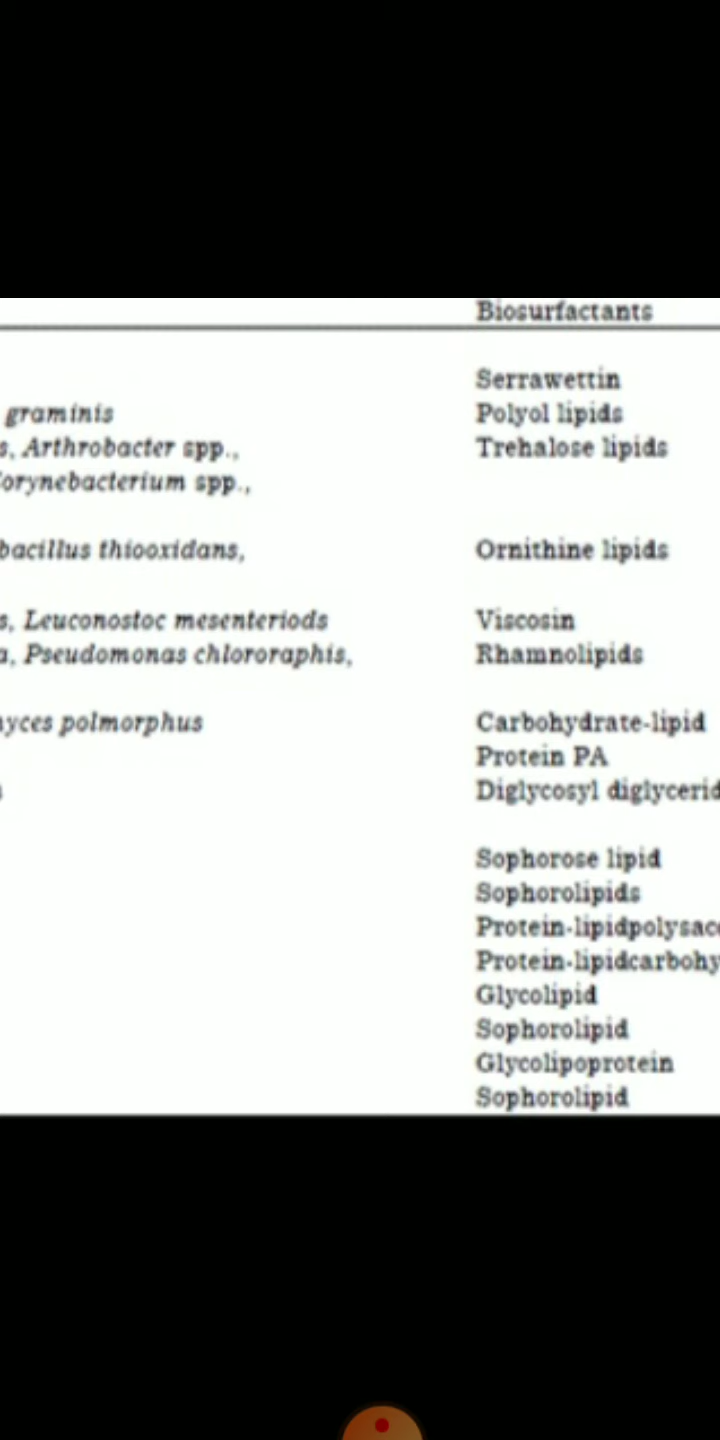 Biosurfactants
Serrawettin
graminis Polyol lipids
s, Arthrobacter spp., Trehalose lipids
orynebacterium spp.,
bacillus thiooxidans, Ornithine lipids
s, Leuconostoc mesenteriods Viscosin
a, Pseudomonas chlororaphis, Rhamnolipids
yces polmorphus Carbohydrate-lipid
Protein PA
Diglycosyl diglycerid
Sophorose lipid
Sophorolipids
Protein-lipidpolysacc
Protein-lipidcarbohy
Glycolipid
Sophorolipid
Glycolipoprotein
Sophorolipid